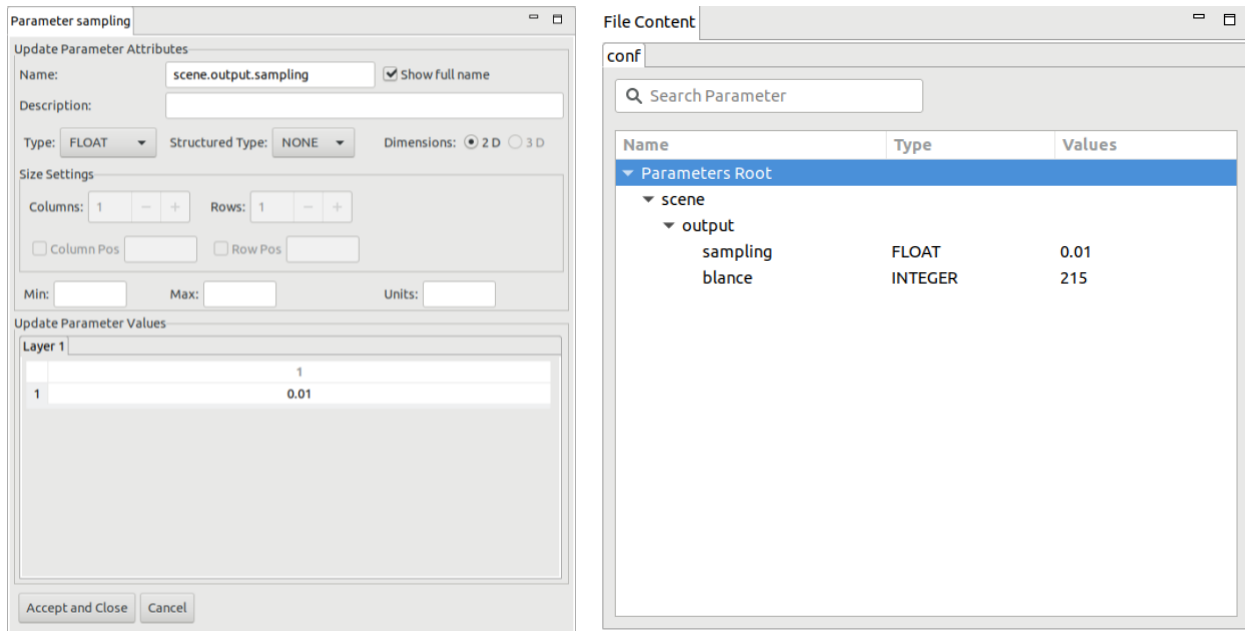 Parameter sampling
Update Parameter Attributes
Name: scene.output.sampling Show full name
Description:
Type: FLOAT Structured Type: NONE Dimensions: 2 D 3 D
Size Settings
Columns: 1 − + Rows: 1 − +
Column Pos Row Pos
Min: Max: Units:
Update Parameter Values
Layer 1
1
1 0.01
Accept and Close Cancel
File Content
conf
Search Parameter
Name Type Values
Parameters Root
scene
output
sampling FLOAT 0.01
blance INTEGER 215